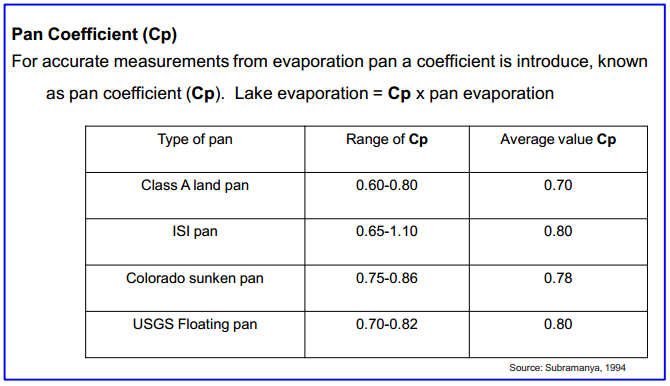 Pan Coefficient (Cp)
For accurate measurements from evaporation pan a coefficient is introduce, known
as pan coefficient (Cp). Lake evaporation = Cp x pan evaporation
Type of pan Range of Cp Average value Cp
Class A land pan 0.60-0.80 0.70
ISI pan 0.65-1.10 0.80
Colorado sunken pan 0.75-0.86 0.78
USGS Floating pan 0.70-0.82 0.80
Source: Subramanya, 1994